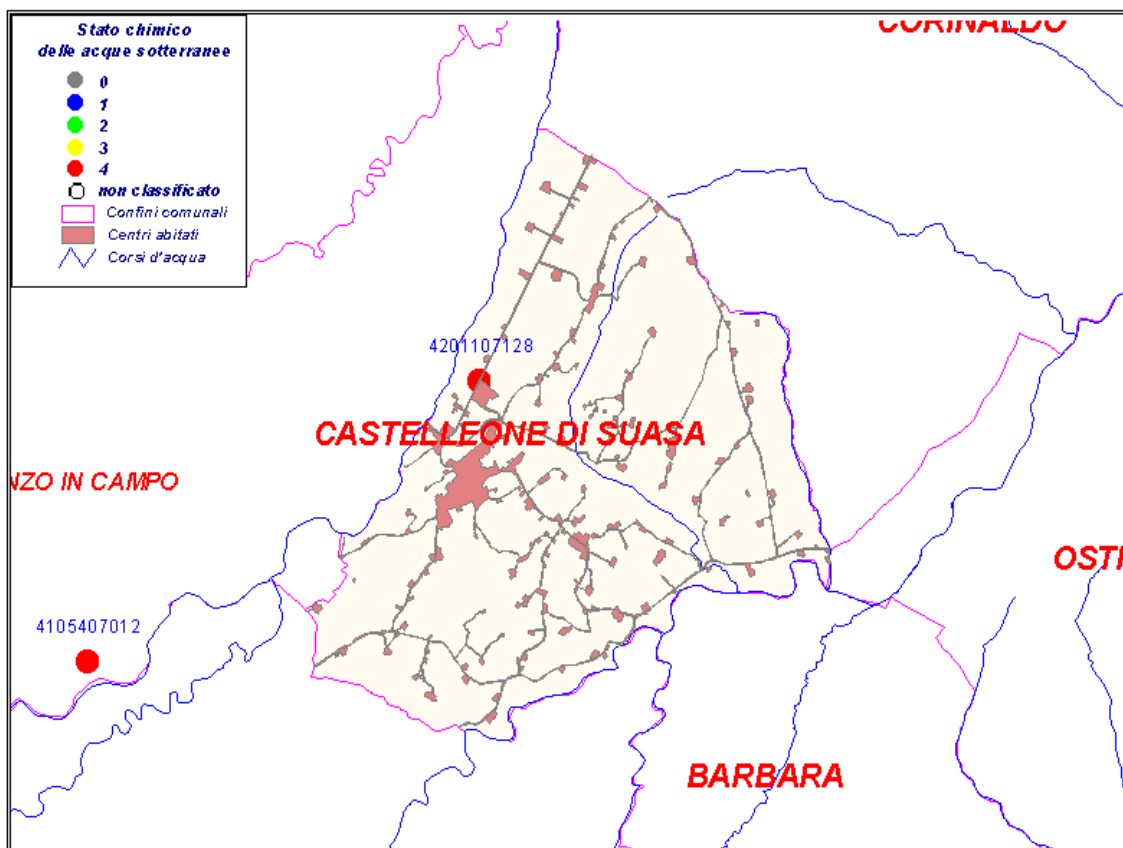 Stato chimico
delle acque sotterranee
0
1
2
3
4
non classificato
Confini comunali
Centri abitati
Corsi d'acqua
CORINALDO
4201107128
CASTELLEONE DI SUASA
NZO IN CAMPO
OSTR
4105407012
BARBARA